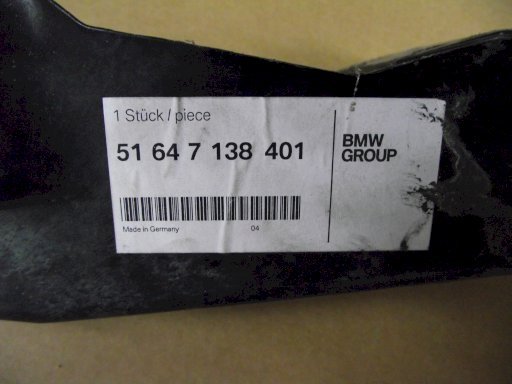 1 Stück / piece
51 64 7 138 401
BMW
GROUP
Made in Germany 04